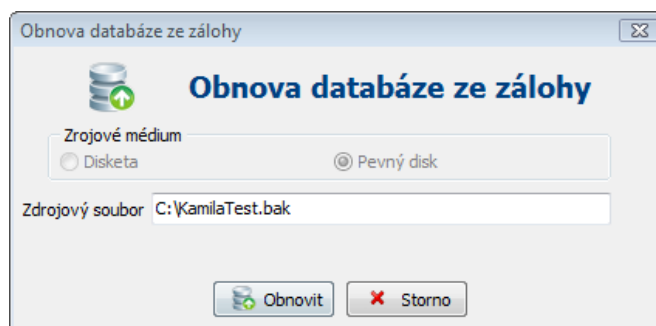 Obnova databáze ze zálohy
Obnova databáze ze zálohy
Zrojové médium
Disketa Pevný disk
Zdrojový soubor C:\KamilaTest.bak
Obnovit Storno